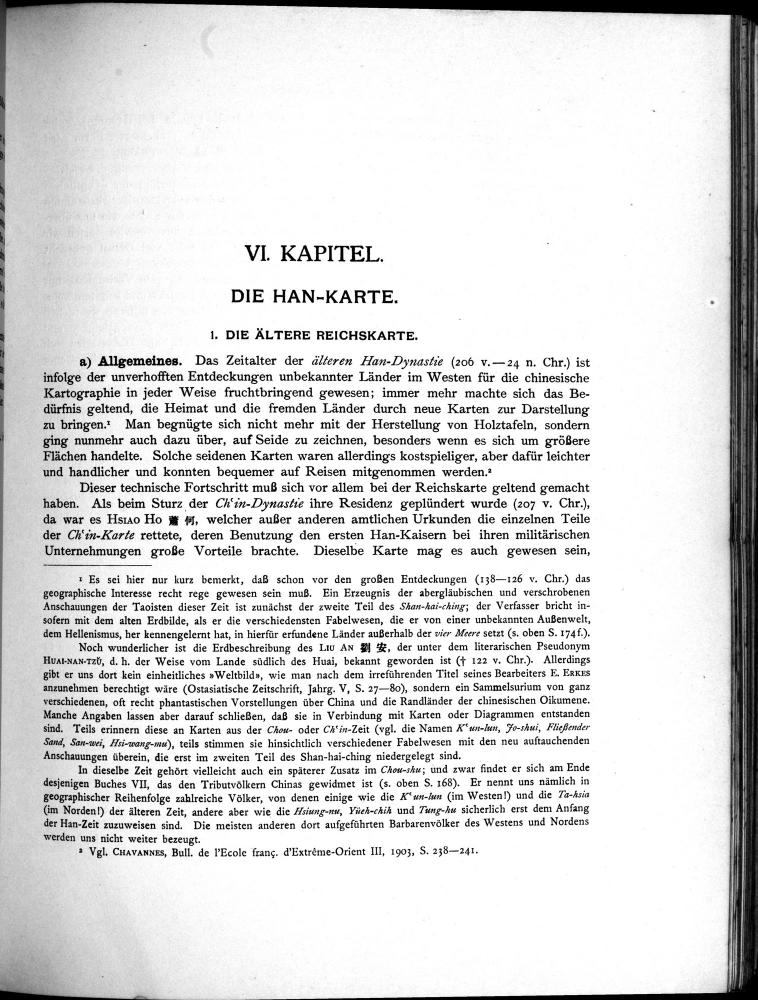 VI. KAPITEL.
DIE HAN-KARTE.
1. DIE ÄLTERE REICHSKARTE.
a) Allgemeines. Das Zeitalter der älteren Han-Dynastie (206 v.—24 n. Chr.) ist
infolge der unverhofften Entdeckungen unbekannter Länder im Westen für die chinesische
Kartographie in jeder Weise fruchtbringend gewesen; immer mehr machte sich das Be-
dürfnis geltend, die Heimat und die fremden Länder durch neue Karten zur Darstellung
zu bringen.¹ Man begnügte sich nicht mehr mit der Herstellung von Holztafeln, sondern
ging nunmehr auch dazu über, auf Seide zu zeichnen, besonders wenn es sich um größere
Flächen handelte. Solche seidenen Karten waren allerdings kostspieliger, aber dafür leichter
und handlicher und konnten bequemer auf Reisen mitgenommen werden.²
Dieser technische Fortschritt muß sich vor allem bei der Reichskarte geltend gemacht
haben. Als beim Sturz der Chʻin-Dynastie ihre Residenz geplündert wurde (207 v. Chr.),
da war es HSIAO HO 蕭何, welcher außer anderen amtlichen Urkunden die einzelnen Teile
der Chʻin-Karte rettete, deren Benutzung den ersten Han-Kaisern bei ihren militärischen
Unternehmungen große Vorteile brachte. Dieselbe Karte mag es auch gewesen sein,
¹ Es sei hier nur kurz bemerkt, daß schon vor den großen Entdeckungen (138—126 v. Chr.) das
geographische Interesse recht rege gewesen sein muß. Ein Erzeugnis der abergläubischen und verschrobenen
Anschauungen der Taoisten dieser Zeit ist zunächst der zweite Teil des Shan-hai-ching; der Verfasser bricht in-
sofern mit dem alten Erdbilde, als er die verschiedensten Fabelwesen, die er von einer unbekannten Außenwelt,
dem Hellenismus, her kennengelernt hat, in hierfür erfundene Länder außerhalb der vier Meere setzt (s. oben S. 174f.).
Noch wunderlicher ist die Erdbeschreibung des LIU AN 劉安, der unter dem literarischen Pseudonym
HUAI-NAN-TZŬ, d. h. der Weise vom Lande südlich des Huai, bekannt geworden ist († 122 v. Chr.). Allerdings
gibt er uns dort kein einheitliches »Weltbild«, wie man nach dem irreführenden Titel seines Bearbeiters E. ERKES
anzunehmen berechtigt wäre (Ostasiatische Zeitschrift, Jahrg. V, S. 27—80), sondern ein Sammelsurium von ganz
verschiedenen, oft recht phantastischen Vorstellungen über China und die Randländer der chinesischen Oikumene.
Manche Angaben lassen aber darauf schließen, daß sie in Verbindung mit Karten oder Diagrammen entstanden
sind. Teils erinnern diese an Karten aus der Chou- oder Chʻin-Zeit (vgl. die Namen Kʻun-lun, Jo-shui, Fließender
Sand, San-wei, Hsi-wang-mu), teils stimmen sie hinsichtlich verschiedener Fabelwesen mit den neu auftauchenden
Anschauungen überein, die erst im zweiten Teil des Shan-hai-ching niedergelegt sind.
In dieselbe Zeit gehört vielleicht auch ein späterer Zusatz im Chou-shu; und zwar findet er sich am Ende
desjenigen Buches VII, das den Tributvölkern Chinas gewidmet ist (s. oben S. 168). Er nennt uns nämlich in
geographischer Reihenfolge zahlreiche Völker, von denen einige wie die Kʻun-lun (im Westen!) und die Ta-hsia
(im Norden!) der älteren Zeit, andere aber wie die Hsiung-nu, Yüeh-chih und Tung-hu sicherlich erst dem Anfang
der Han-Zeit zuzuweisen sind. Die meisten anderen dort aufgeführten Barbarenvölker des Westens und Nordens
werden uns nicht weiter bezeugt.
² Vgl. CHAVANNES, Bull. de l'Ecole franç. d'Extrême-Orient III, 1903, S. 238—241.